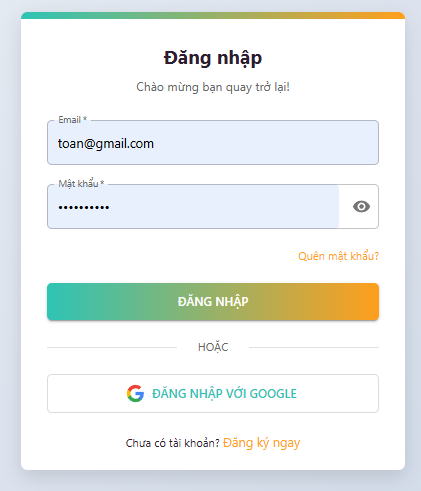 Đăng nhập
Chào mừng bạn quay trở lại!
Email *
toan@gmail.com
Mật khẩu *
••••••••••
Quên mật khẩu?
ĐĂNG NHẬP
HOẶC
ĐĂNG NHẬP VỚI GOOGLE
Chưa có tài khoản? Đăng ký ngay